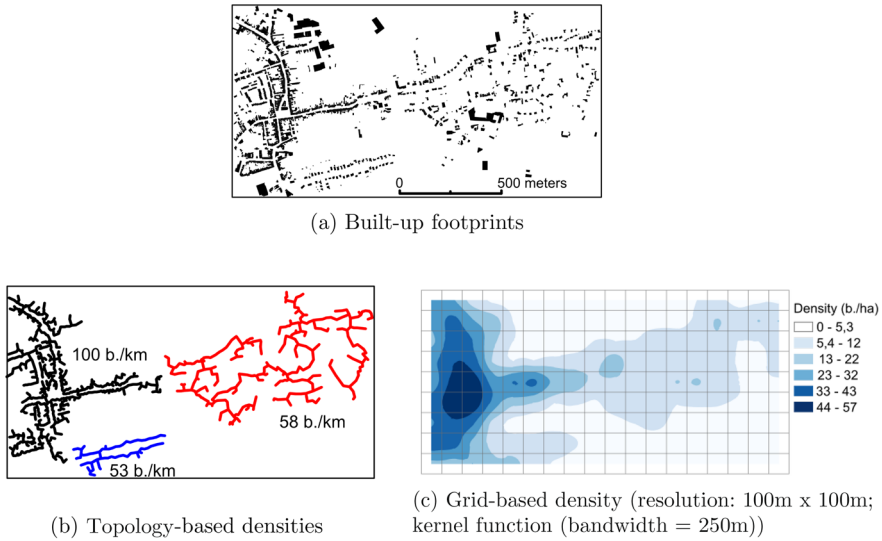 0 500 meters
(a) Built-up footprints
100 b./km
58 b./km
53 b./km
(b) Topology-based densities
Density (b./ha)
0 - 5,3
5,4 - 12
13 - 22
23 - 32
33 - 43
44 - 57
(c) Grid-based density (resolution: 100m x 100m;
kernel function (bandwidth = 250m))